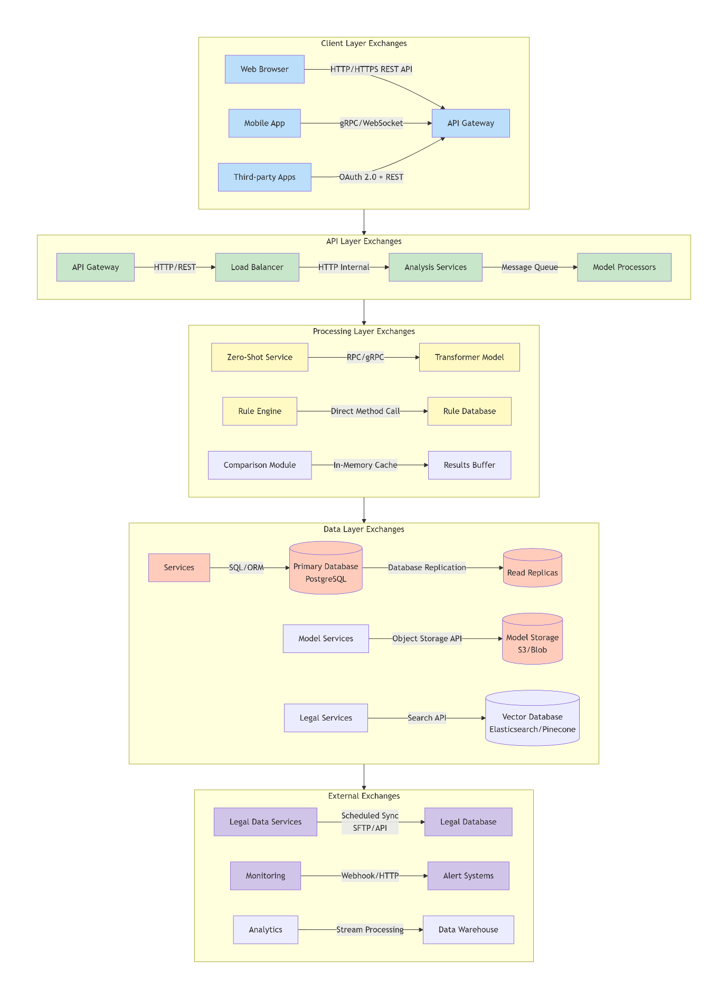 Client Layer Exchanges
Web Browser
HTTP/HTTPS REST API
Mobile App
gRPC/WebSocket
API Gateway
Third-party Apps
OAuth 2.0 + REST
API Layer Exchanges
API Gateway
HTTP/REST
Load Balancer
HTTP Internal
Analysis Services
Message Queue
Model Processors
Processing Layer Exchanges
Zero-Shot Service
RPC/gRPC
Transformer Model
Rule Engine
Direct Method Call
Rule Database
Comparison Module
In-Memory Cache
Results Buffer
Data Layer Exchanges
Services
SQL/ORM
Primary Database
PostgreSQL
Database Replication
Read Replicas
Model Services
Object Storage API
Model Storage
S3/Blob
Legal Services
Search API
Vector Database
Elasticsearch/Pinecone
External Exchanges
Legal Data Services
Scheduled Sync
SFTP/API
Legal Database
Monitoring
Webhook/HTTP
Alert Systems
Analytics
Stream Processing
Data Warehouse